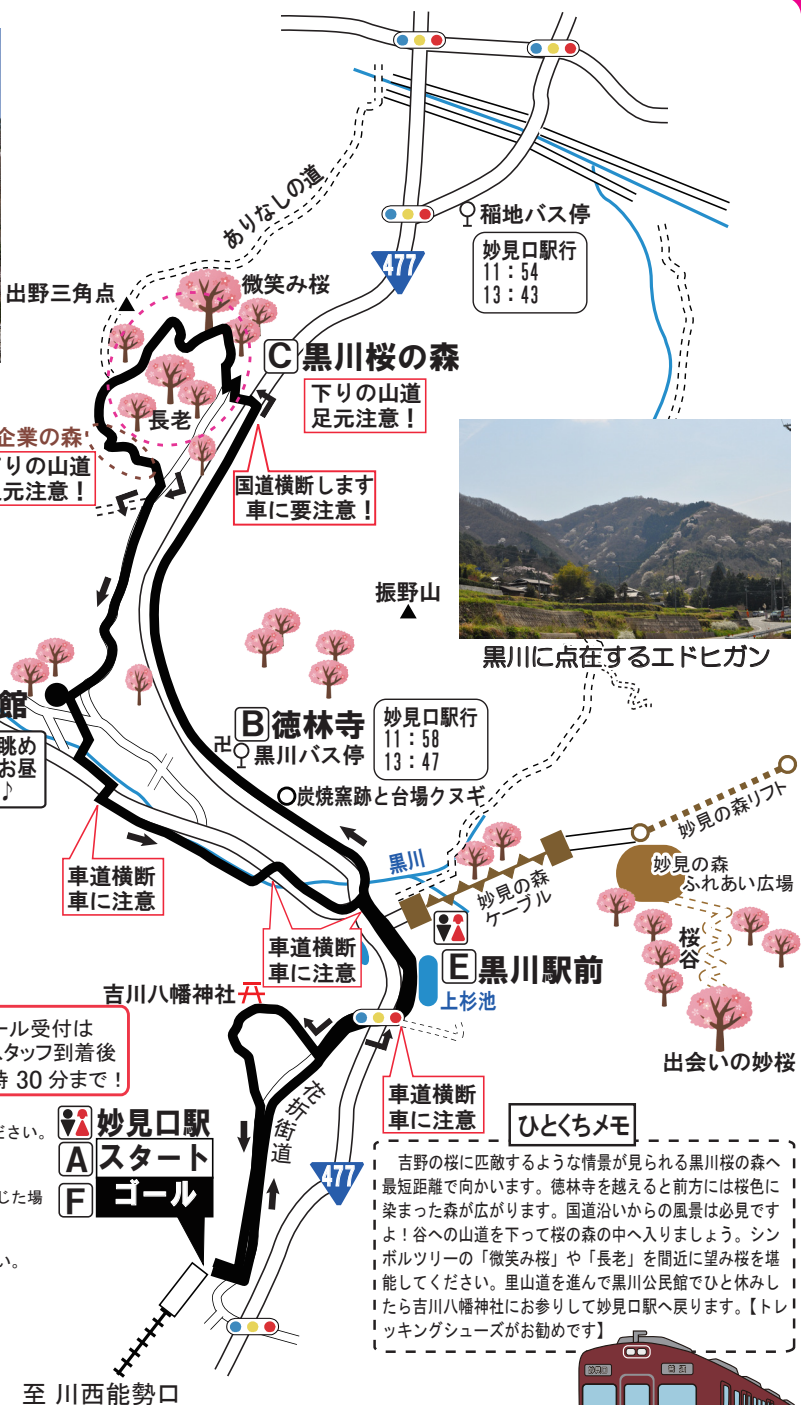 ありなしの道
稲地バス停
妙見口駅行
11：54
13：43
477
出野三角点
微笑み桜
C 黒川桜の森
下りの山道
足元注意！
長老
企業の森
りの山道
元注意！
国道横断します
車に要注意！
黒川に点在するエドヒガン
振野山
館
眺め
お昼
♪
B 徳林寺
卍
黒川バス停
妙見口駅行
11：58
13：47
炭焼窯跡と台場クヌギ
妙見の森リフト
黒川
妙見の森
ケーブル
妙見の森
ふれあい広場
車道横断
車に注意
車道横断
車に注意
桜谷
E 黒川駅前
上杉池
吉川八幡神社
出会いの妙桜
ール受付は
スタッフ到着後
時 30 分まで！
車道横断
車に注意
ださい。
妙見口駅
A スタート
F ゴール
花折街道
477
じた場
い。
ひとくちメモ
吉野の桜に匹敵するような情景が見られる黒川桜の森へ
最短距離で向かいます。徳林寺を越えると前方には桜色に
染まった森が広がります。国道沿いからの風景は必見です
よ！谷への山道を下って桜の森の中へ入りましょう。シン
ボルツリーの「微笑み桜」や「長老」を間近に望み桜を堪
能してください。里山道を進んで黒川公民館でひと休みし
たら吉川八幡神社にお参りして妙見口駅へ戻ります。【トレ
ッキングシューズがお勧めです】
至 川西能勢口